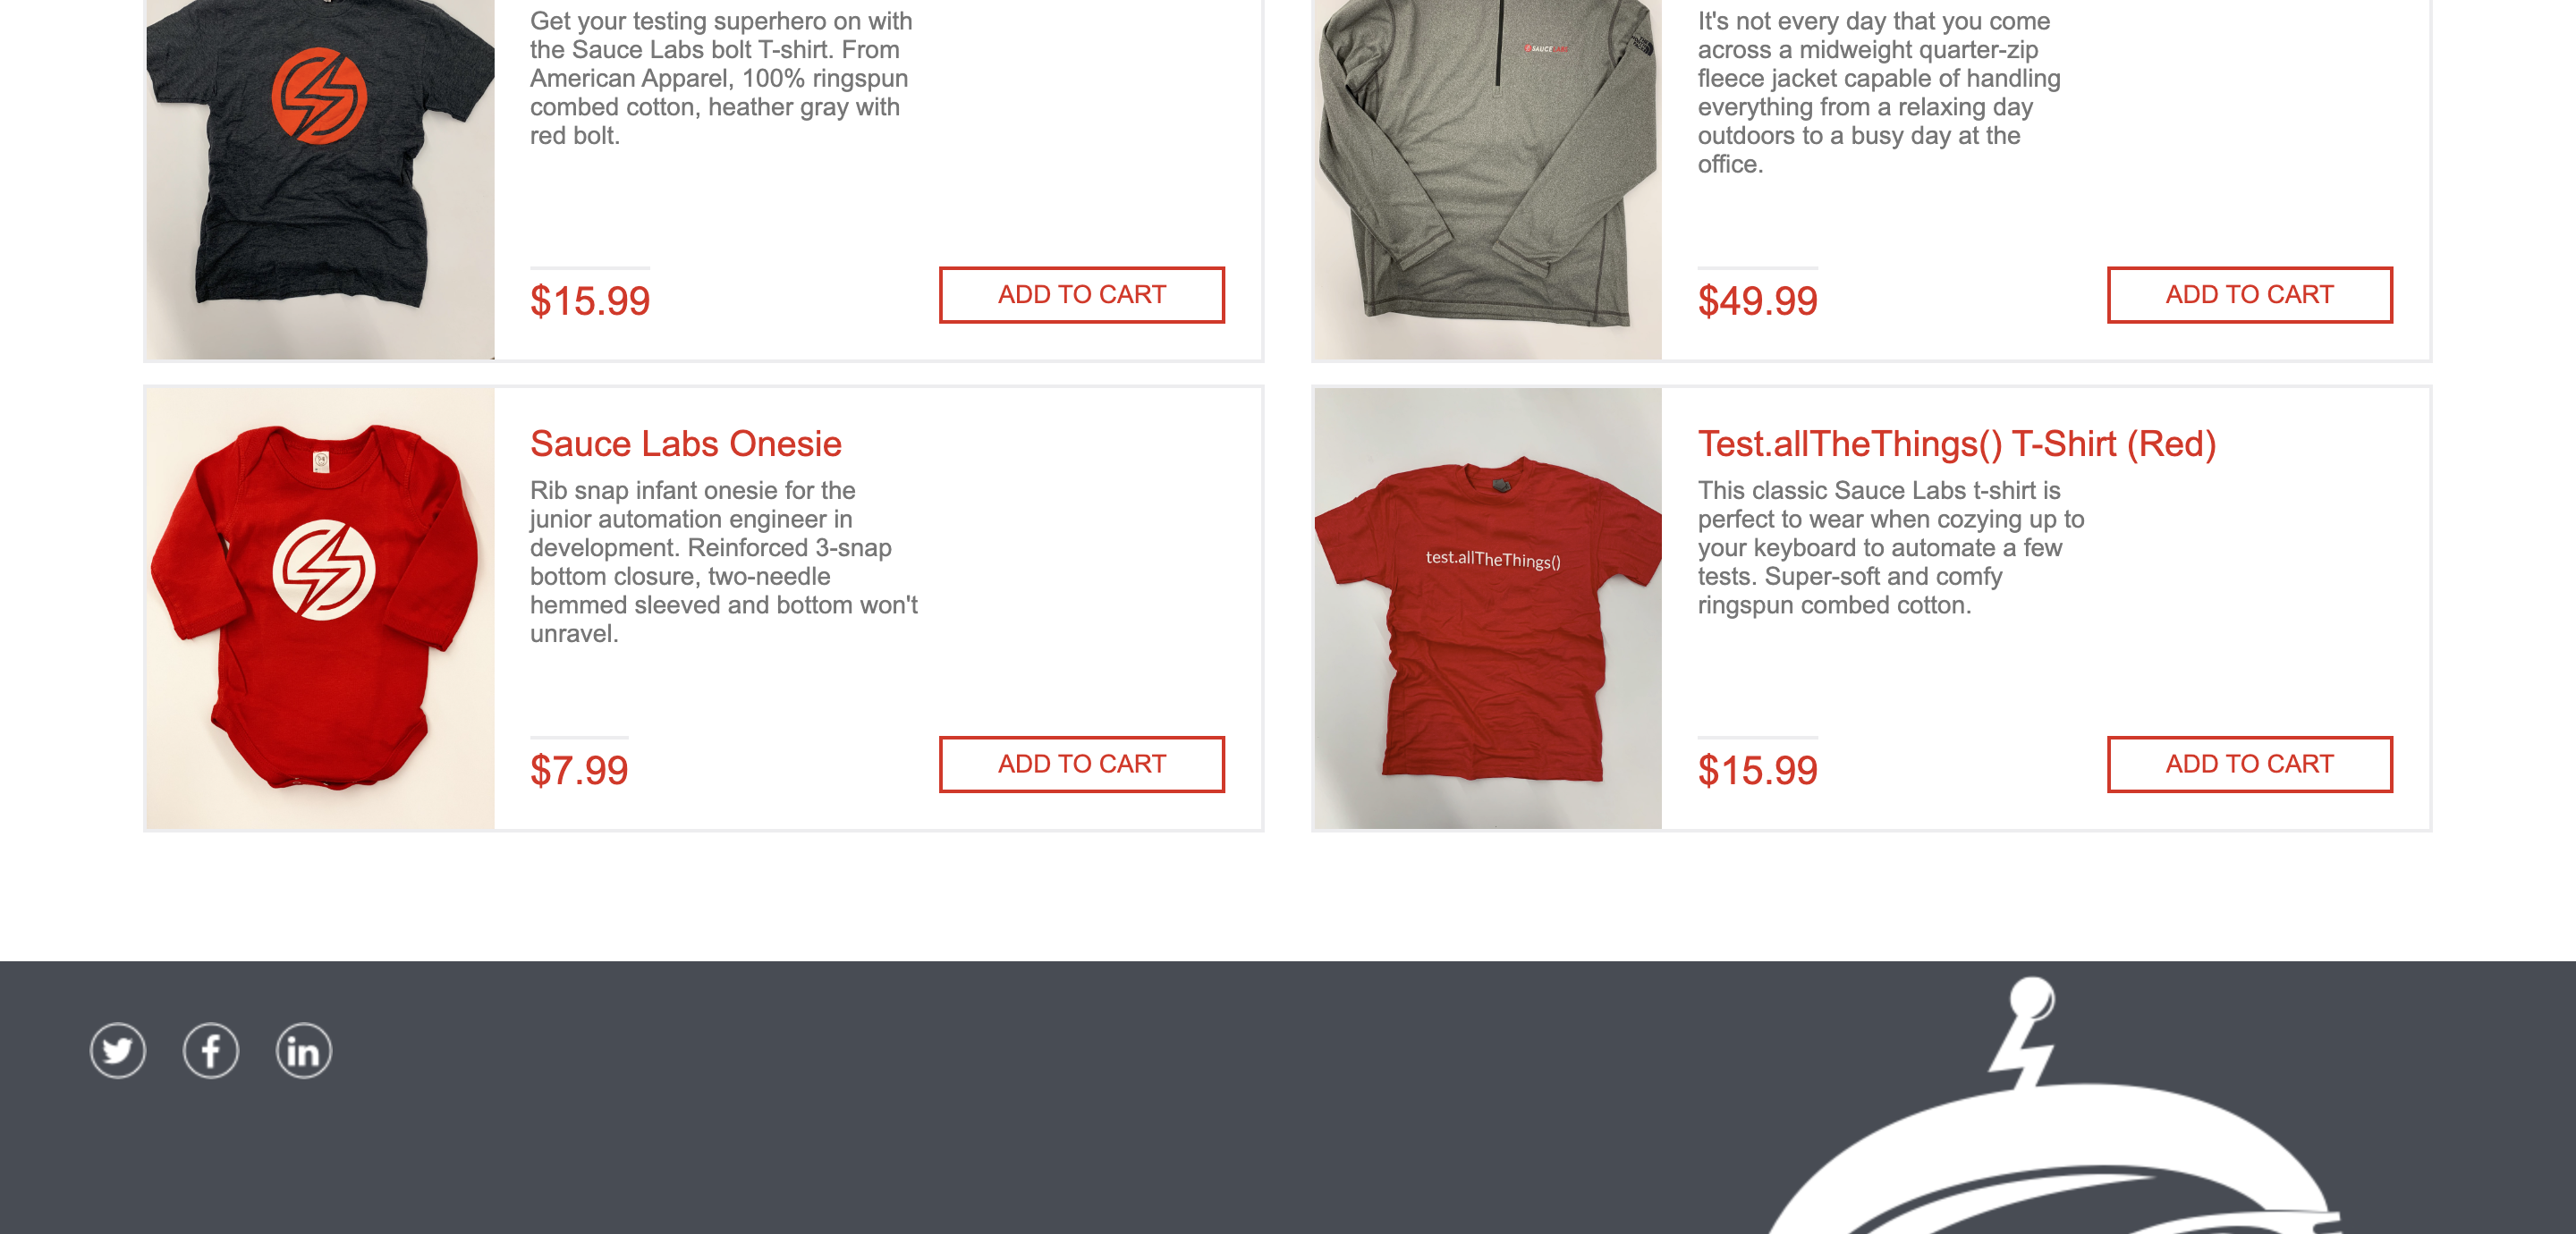 Get your testing superhero on with
the Sauce Labs bolt T-shirt. From
American Apparel, 100% ringspun
combed cotton, heather gray with
red bolt.
$15.99
ADD TO CART
SAUCE LABS
It's not every day that you come
across a midweight quarter-zip
fleece jacket capable of handling
everything from a relaxing day
outdoors to a busy day at the
office.
$49.99
ADD TO CART
Sauce Labs Onesie
Rib snap infant onesie for the
junior automation engineer in
development. Reinforced 3-snap
bottom closure, two-needle
hemmed sleeved and bottom won't
unravel.
$7.99
ADD TO CART
test.allTheThings()
Test.allTheThings() T-Shirt (Red)
This classic Sauce Labs t-shirt is
perfect to wear when cozying up to
your keyboard to automate a few
tests. Super-soft and comfy
ringspun combed cotton.
$15.99
ADD TO CART